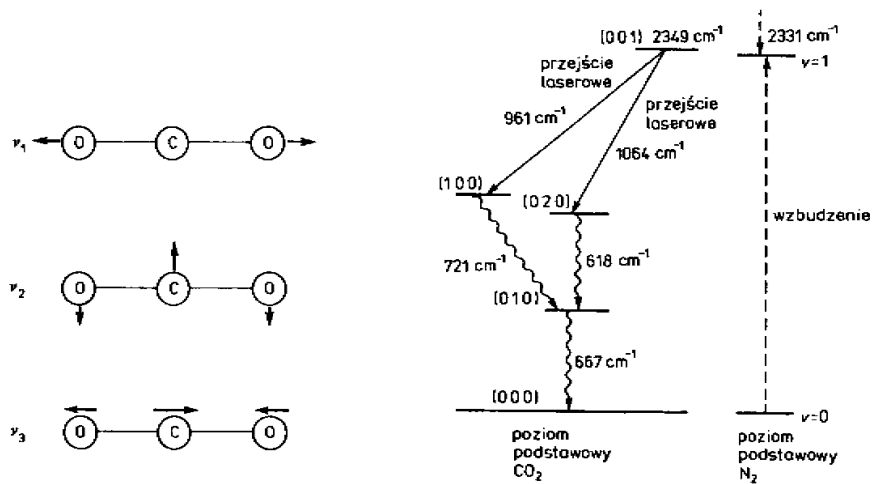 ν₁
O C O
ν₂
O C O
ν₃
O C O
(001) 2349 cm⁻¹
2331 cm⁻¹
v=1
przejście
laserowe
961 cm⁻¹
przejście
laserowe
1064 cm⁻¹
(100)
(020)
wzbudzenie
721 cm⁻¹
618 cm⁻¹
(010)
667 cm⁻¹
(000)
v=0
poziom
podstawowy
CO₂
poziom
podstawowy
N₂